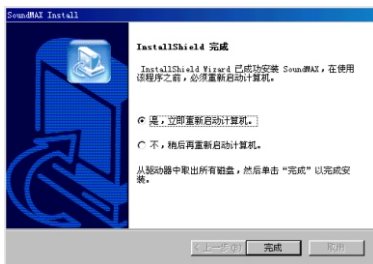 SoundMAX Install
InstallShield 完成
InstallShield Wizard 已成功安装 SoundMAX，在使用
该程序之前，必须重新启动计算机。
是，立即重新启动计算机。
不，稍后再重新启动计算机。
从驱动器中取出所有磁盘，然后单击“完成”以完成安
装。
<上一步(B) 完成 取消